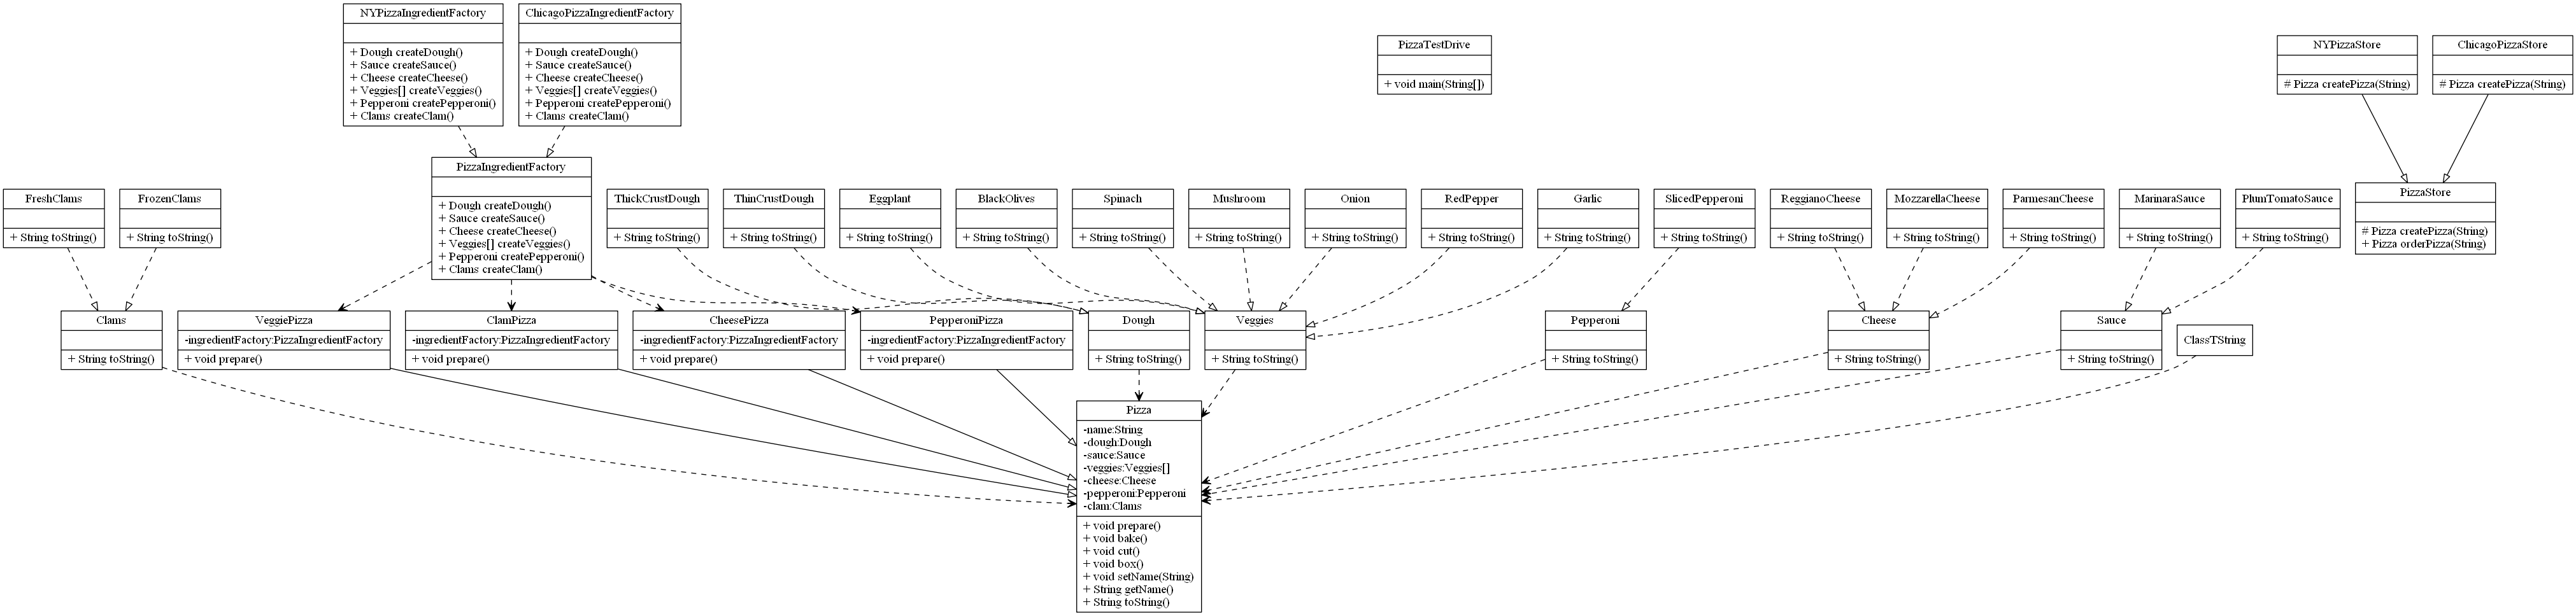 NYPizzaIngredientFactory
+ Dough createDough()
+ Sauce createSauce()
+ Cheese createCheese()
+ Veggies[] createVeggies()
+ Pepperoni createPepperoni()
+ Clams createClam()
ChicagoPizzaIngredientFactory
+ Dough createDough()
+ Sauce createSauce()
+ Cheese createCheese()
+ Veggies[] createVeggies()
+ Pepperoni createPepperoni()
+ Clams createClam()
PizzaTestDrive
+ void main(String[])
NYPizzaStore
# Pizza createPizza(String)
ChicagoPizzaStore
# Pizza createPizza(String)
FreshClams
+ String toString()
FrozenClams
+ String toString()
PizzaIngredientFactory
+ Dough createDough()
+ Sauce createSauce()
+ Cheese createCheese()
+ Veggies[] createVeggies()
+ Pepperoni createPepperoni()
+ Clams createClam()
ThickCrustDough
+ String toString()
ThinCrustDough
+ String toString()
Eggplant
+ String toString()
BlackOlives
+ String toString()
Spinach
+ String toString()
Mushroom
+ String toString()
Onion
+ String toString()
RedPepper
+ String toString()
Garlic
+ String toString()
SlicedPepperoni
+ String toString()
ReggianoCheese
+ String toString()
MozzarellaCheese
+ String toString()
ParmesanCheese
+ String toString()
MarinaraSauce
+ String toString()
PlumTomatoSauce
+ String toString()
PizzaStore
# Pizza createPizza(String)
+ Pizza orderPizza(String)
Clams
+ String toString()
VeggiePizza
-ingredientFactory:PizzaIngredientFactory
+ void prepare()
ClamPizza
-ingredientFactory:PizzaIngredientFactory
+ void prepare()
CheesePizza
-ingredientFactory:PizzaIngredientFactory
+ void prepare()
PepperoniPizza
-ingredientFactory:PizzaIngredientFactory
+ void prepare()
Dough
+ String toString()
Veggies
+ String toString()
Pepperoni
+ String toString()
Cheese
+ String toString()
Sauce
+ String toString()
ClassTString
Pizza
-name:String
-dough:Dough
-sauce:Sauce
-veggies:Veggies[]
-cheese:Cheese
-pepperoni:Pepperoni
-clam:Clams
+ void prepare()
+ void bake()
+ void cut()
+ void box()
+ void setName(String)
+ String getName()
+ String toString()